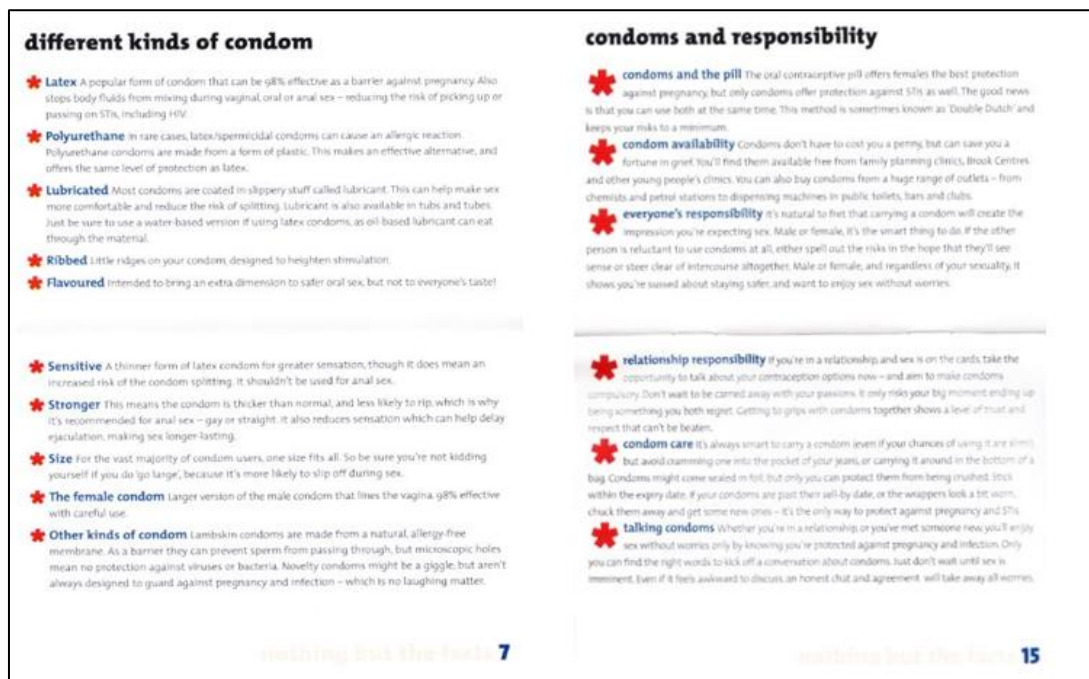 different kinds of condom
Latex A popular form of condom that can be 98% effective as a barrier against pregnancy. Also
stops body fluids from mixing during vaginal, oral or anal sex – reducing the risk of picking up or
passing on STIs, including HIV.
Polyurethane In rare cases, latex/spermicidal condoms can cause an allergic reaction.
Polyurethane condoms are made from a form of plastic. This makes an effective alternative, and
offers the same level of protection as latex.
Lubricated Most condoms are coated in slippery stuff called lubricant. This can help make sex
more comfortable and reduce the risk of splitting. Lubricant is also available in tubs and tubes.
Just be sure to use a water-based version if using latex condoms, as oil-based lubricant can eat
through the material.
Ribbed Little ridges on your condom, designed to heighten stimulation.
Flavoured Intended to bring an extra dimension to safer oral sex, but not to everyone's taste!
Sensitive A thinner form of latex condom for greater sensation, though it does mean an
increased risk of the condom splitting. It shouldn't be used for anal sex.
Stronger This means the condom is thicker than normal, and less likely to rip, which is why
it's recommended for anal sex – gay or straight. It also reduces sensation which can help delay
ejaculation, making sex longer-lasting.
Size For the vast majority of condom users, one size fits all. So be sure you're not kidding
yourself if you do 'go large', because it's more likely to slip off during sex.
The female condom Larger version of the male condom that lines the vagina. 98% effective
with careful use.
Other kinds of condom Lambskin condoms are made from a natural, allergy-free
membrane. As a barrier they can prevent sperm from passing through, but microscopic holes
mean no protection against viruses or bacteria. Novelty condoms might be a giggle, but aren't
always designed to guard against pregnancy and infection – which is no laughing matter.
nothing but the facts 7
condoms and responsibility
condoms and the pill The oral contraceptive pill offers females the best protection
against pregnancy, but only condoms offer protection against STIs as well. The good news
is that you can use both at the same time. This method is sometimes known as 'Double Dutch' and
keeps your risks to a minimum.
condom availability Condoms don't have to cost you a penny, but can save you a
fortune in grief. You'll find them available free from family planning clinics, Brook Centres
and other young people's clinics. You can also buy condoms from a huge range of outlets – from
chemists and petrol stations to dispensing machines in public toilets, bars and clubs.
everyone's responsibility It's natural to fret that carrying a condom will create the
impression you're expecting sex. Male or female, it's the smart thing to do. If the other
person is reluctant to use condoms at all, either spell out the risks in the hope that they'll see
sense or steer clear of intercourse altogether. Male or female, and regardless of your sexuality, it
shows you're sussed about staying safer, and want to enjoy sex without worries.
relationship responsibility If you're in a relationship, and sex is on the cards, take the
opportunity to talk about your contraception options now – and aim to make condoms
compulsory. Don't wait to be carried away with your passions. It only risks your big moment ending up
being something you both regret. Getting to grips with condoms together shows a level of trust and
respect that can't be beaten.
condom care It's always smart to carry a condom (even if your chances of using it are slim),
but avoid cramming one into the pocket of your jeans, or carrying it around in the bottom of a
bag. Condoms might come sealed in foil, but only you can protect them from being crushed. Stick
within the expiry date. If your condoms are past their sell-by date, or the wrappers look a bit worn,
chuck them away and get some new ones – it's the only way to protect against pregnancy and STIs.
talking condoms Whether you're in a relationship, or you've met someone new, you'll enjoy
sex without worries only by knowing you're protected against pregnancy and infection. Only
you can find the right words to kick off a conversation about condoms. Just don't wait until sex is
imminent. Even if it feels awkward to discuss, an honest chat and agreement will take away all worries.
nothing but the facts 15